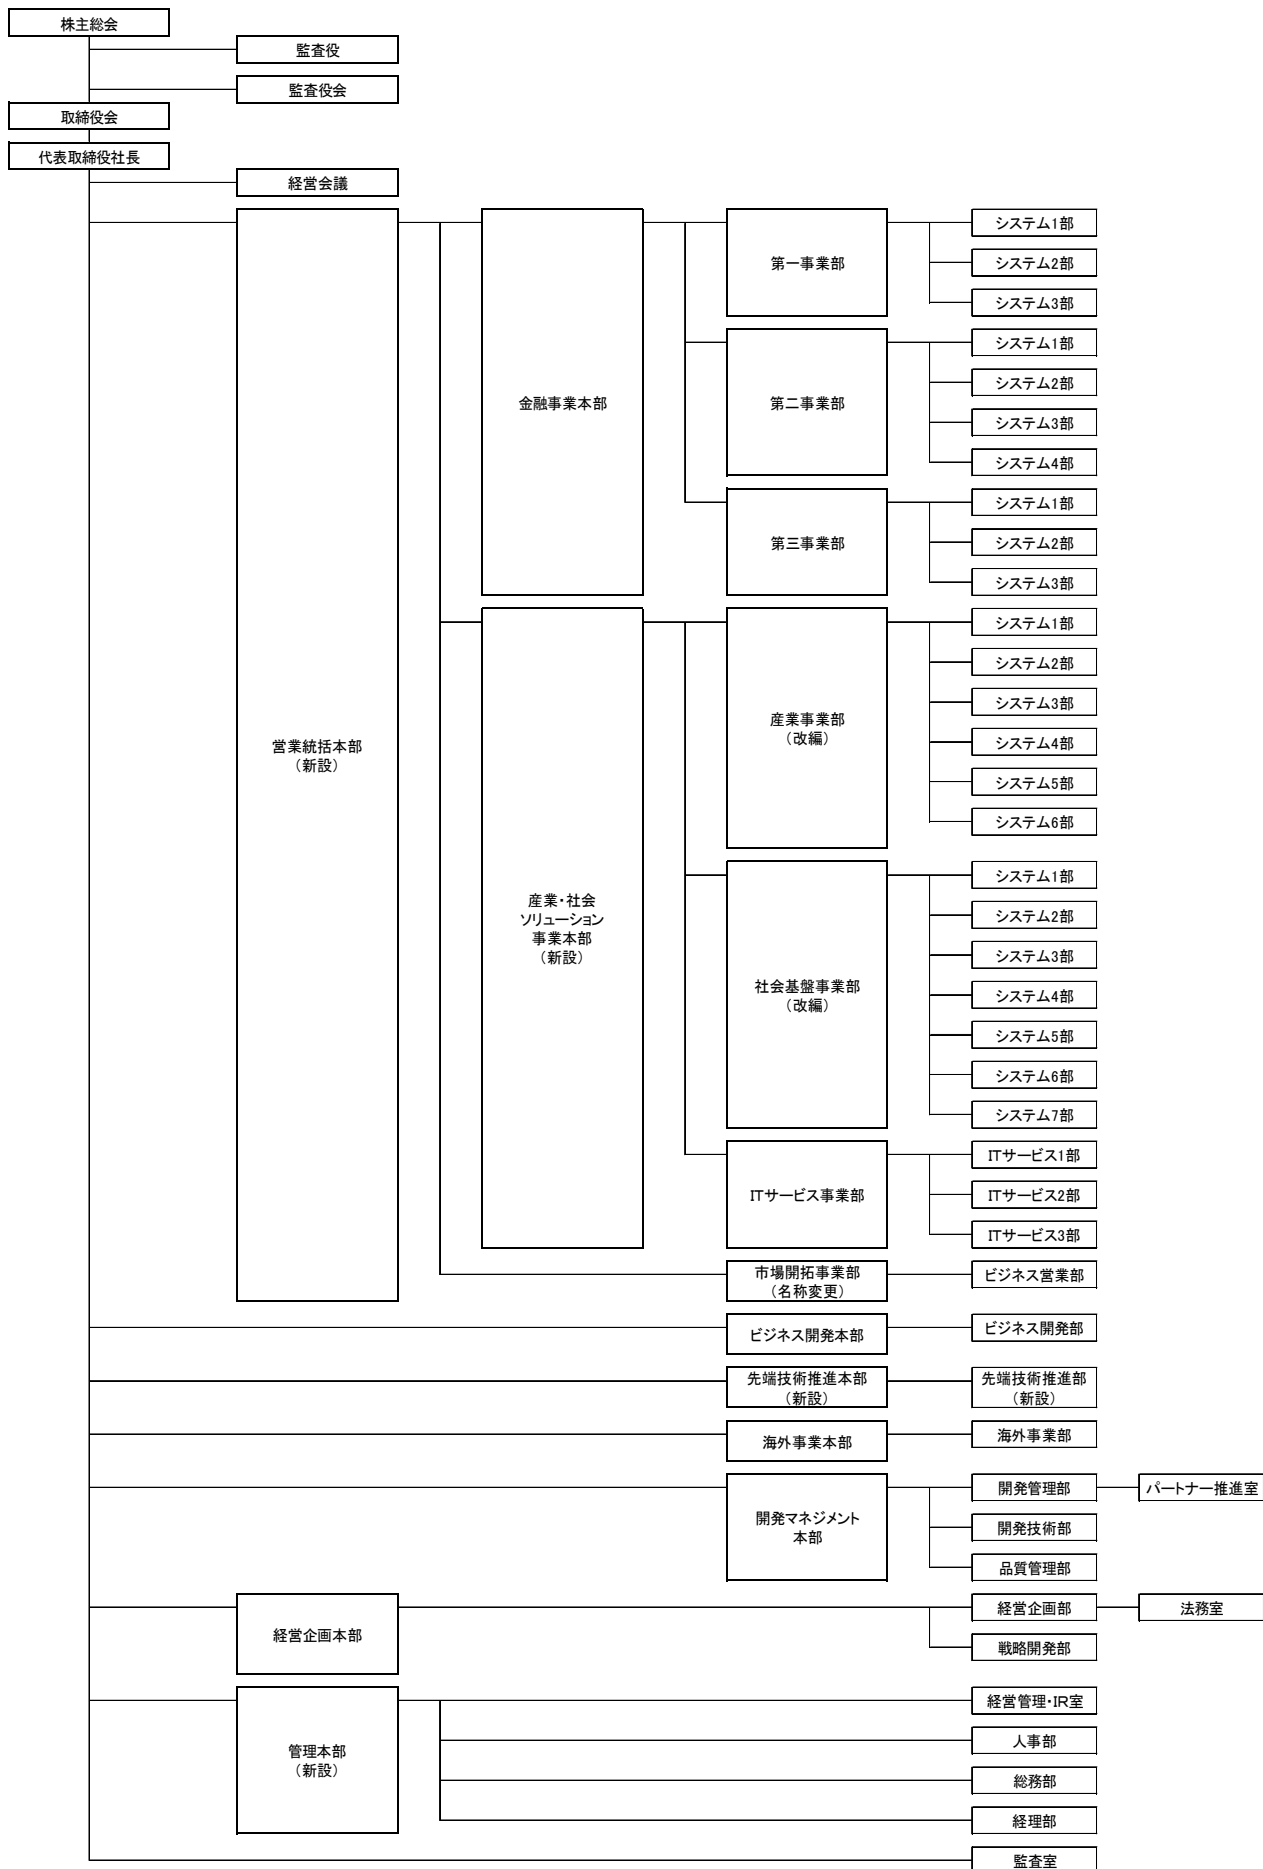 株主総会
監査役
監査役会
取締役会
代表取締役社長
経営会議
営業統括本部
（新設）
金融事業本部
第一事業部
システム1部
システム2部
システム3部
第二事業部
システム1部
システム2部
システム3部
システム4部
第三事業部
システム1部
システム2部
システム3部
産業・社会
ソリューション
事業本部
（新設）
産業事業部
（改編）
システム1部
システム2部
システム3部
システム4部
システム5部
システム6部
社会基盤事業部
（改編）
システム1部
システム2部
システム3部
システム4部
システム5部
システム6部
システム7部
ITサービス事業部
ITサービス1部
ITサービス2部
ITサービス3部
市場開拓事業部
（名称変更）
ビジネス営業部
ビジネス開発本部
ビジネス開発部
先端技術推進本部
（新設）
先端技術推進部
（新設）
海外事業本部
海外事業部
開発マネジメント
本部
開発管理部
パートナー推進室
開発技術部
品質管理部
経営企画本部
経営企画部
法務室
戦略開発部
管理本部
（新設）
経営管理・IR室
人事部
総務部
経理部
監査室